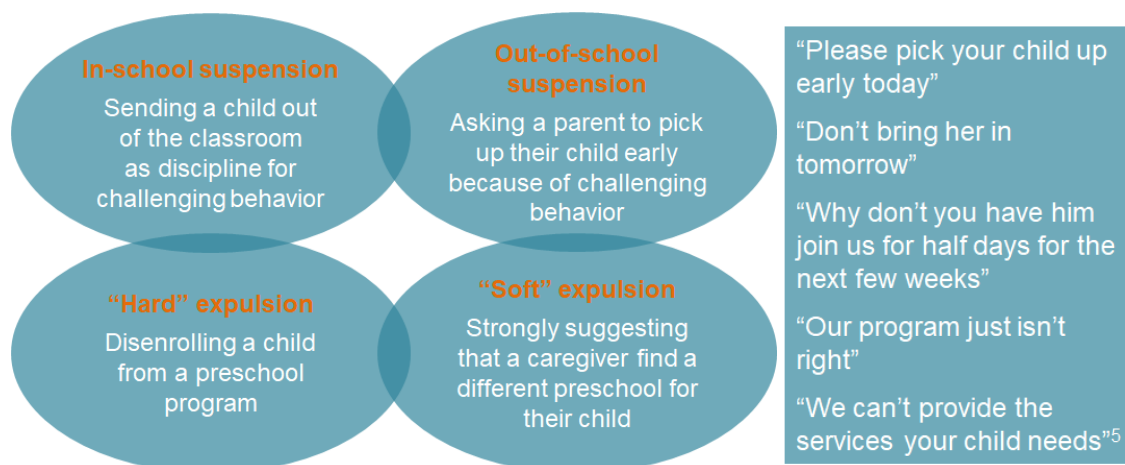 In-school suspension
Sending a child out
of the classroom
as discipline for
challenging behavior
Out-of-school
suspension
Asking a parent to pick
up their child early
because of challenging
behavior
“Hard” expulsion
Disenrolling a child
from a preschool
program
“Soft” expulsion
Strongly suggesting
that a caregiver find a
different preschool for
their child
“Please pick your child up
early today”
“Don’t bring her in
tomorrow”
“Why don’t you have him
join us for half days for the
next few weeks”
“Our program just isn’t
right”
“We can’t provide the
services your child needs”5